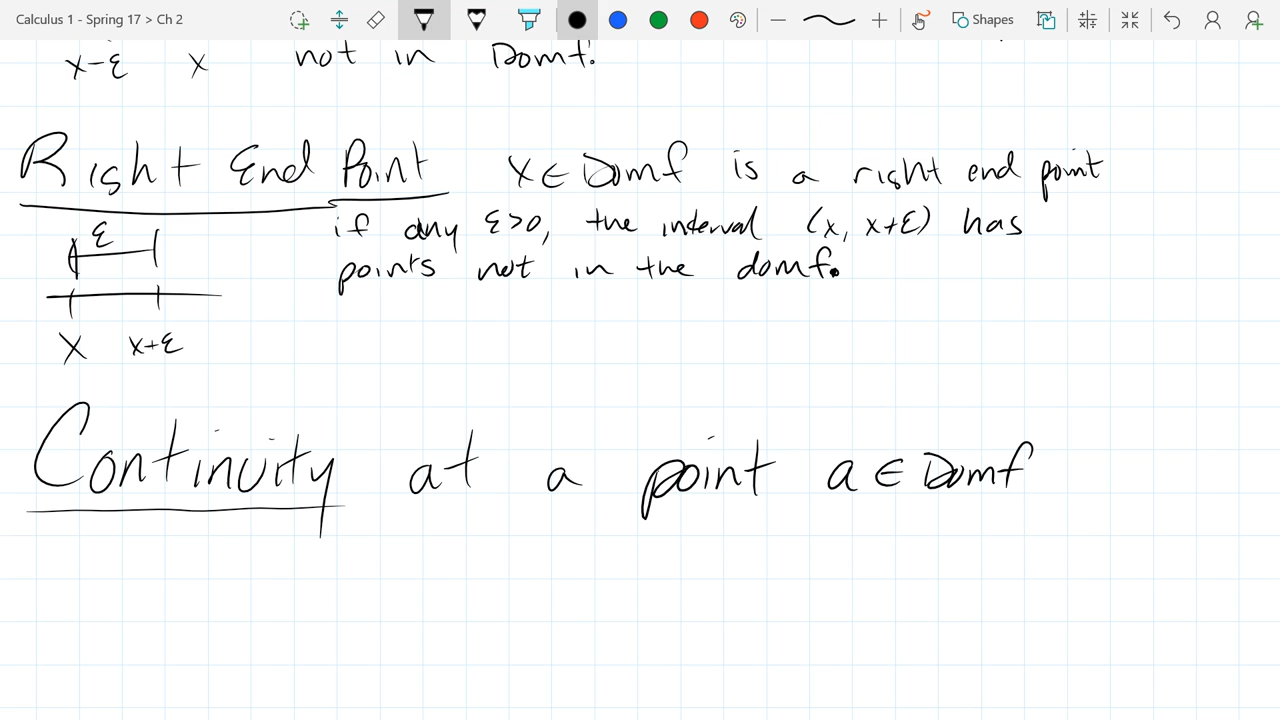 Calculus 1 - Spring 17 > Ch 2
Shapes
x-ε x not in Domf!
Right End Point x∈Domf is a right end point
if any ε>0, the interval (x, x+ε) has
points not in the domf.
ε
x x+ε
Continuity at a point a∈Domf